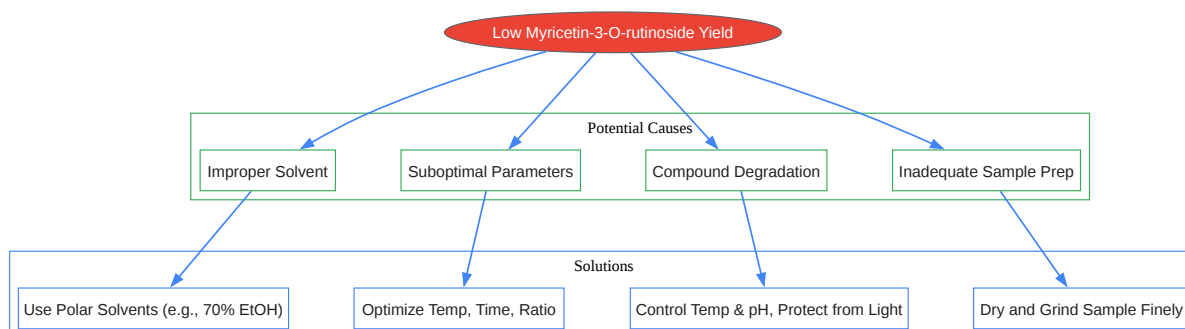 Low Myricetin-3-O-rutinoside Yield
Potential Causes
Improper Solvent
Suboptimal Parameters
Compound Degradation
Inadequate Sample Prep
Solutions
Use Polar Solvents (e.g., 70% EtOH)
Optimize Temp, Time, Ratio
Control Temp & pH, Protect from Light
Dry and Grind Sample Finely